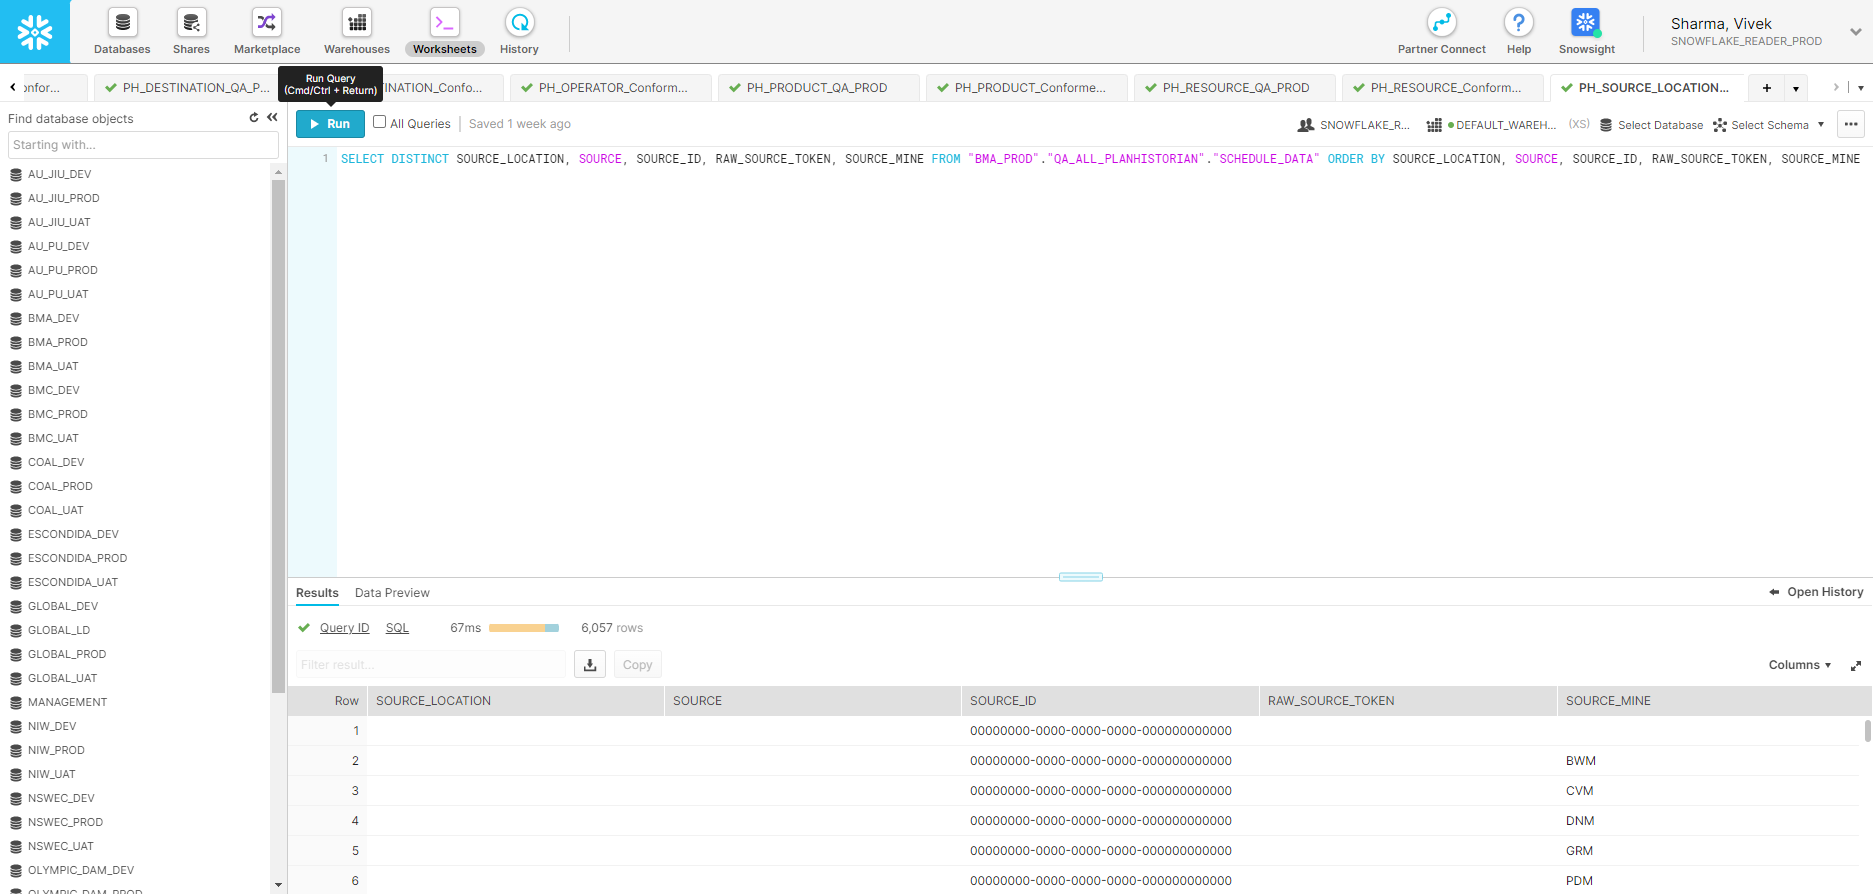 Databases
Shares
Marketplace
Warehouses
Worksheets
History
Partner Connect
Help
Snowsight
Sharma, Vivek
SNOWFLAKE_READER_PROD
onfor...
PH_DESTINATION_QA_P...
TINATION_Confo...
PH_OPERATOR_Conform...
PH_PRODUCT_QA_PROD
PH_PRODUCT_Conforme...
PH_RESOURCE_QA_PROD
PH_RESOURCE_Conform...
PH_SOURCE_LOCATION...
Run Query
(Cmd/Ctrl + Return)
Find database objects
Starting with...
Run
All Queries
Saved 1 week ago
SNOWFLAKE_R...
DEFAULT_WAREH...
(XS)
Select Database
Select Schema
1 SELECT DISTINCT SOURCE_LOCATION, SOURCE, SOURCE_ID, RAW_SOURCE_TOKEN, SOURCE_MINE FROM "BMA_PROD"."QA_ALL_PLANHISTORIAN"."SCHEDULE_DATA" ORDER BY SOURCE_LOCATION, SOURCE, SOURCE_ID, RAW_SOURCE_TOKEN, SOURCE_MINE
AU_JIU_DEV
AU_JIU_PROD
AU_JIU_UAT
AU_PU_DEV
AU_PU_PROD
AU_PU_UAT
BMA_DEV
BMA_PROD
BMA_UAT
BMC_DEV
BMC_PROD
BMC_UAT
COAL_DEV
COAL_PROD
COAL_UAT
ESCONDIDA_DEV
ESCONDIDA_PROD
ESCONDIDA_UAT
GLOBAL_DEV
GLOBAL_LD
GLOBAL_PROD
GLOBAL_UAT
MANAGEMENT
NIW_DEV
NIW_PROD
NIW_UAT
NSWEC_DEV
NSWEC_PROD
NSWEC_UAT
OLYMPIC_DAM_DEV
OLYMPIC_DAM_PROD
Results
Data Preview
Open History
Query ID
SQL
67ms
6,057 rows
Filter result...
Copy
Columns
Row SOURCE_LOCATION SOURCE SOURCE_ID RAW_SOURCE_TOKEN SOURCE_MINE
1 00000000-0000-0000-0000-000000000000
2 00000000-0000-0000-0000-000000000000 BWM
3 00000000-0000-0000-0000-000000000000 CVM
4 00000000-0000-0000-0000-000000000000 DNM
5 00000000-0000-0000-0000-000000000000 GRM
6 00000000-0000-0000-0000-000000000000 PDM